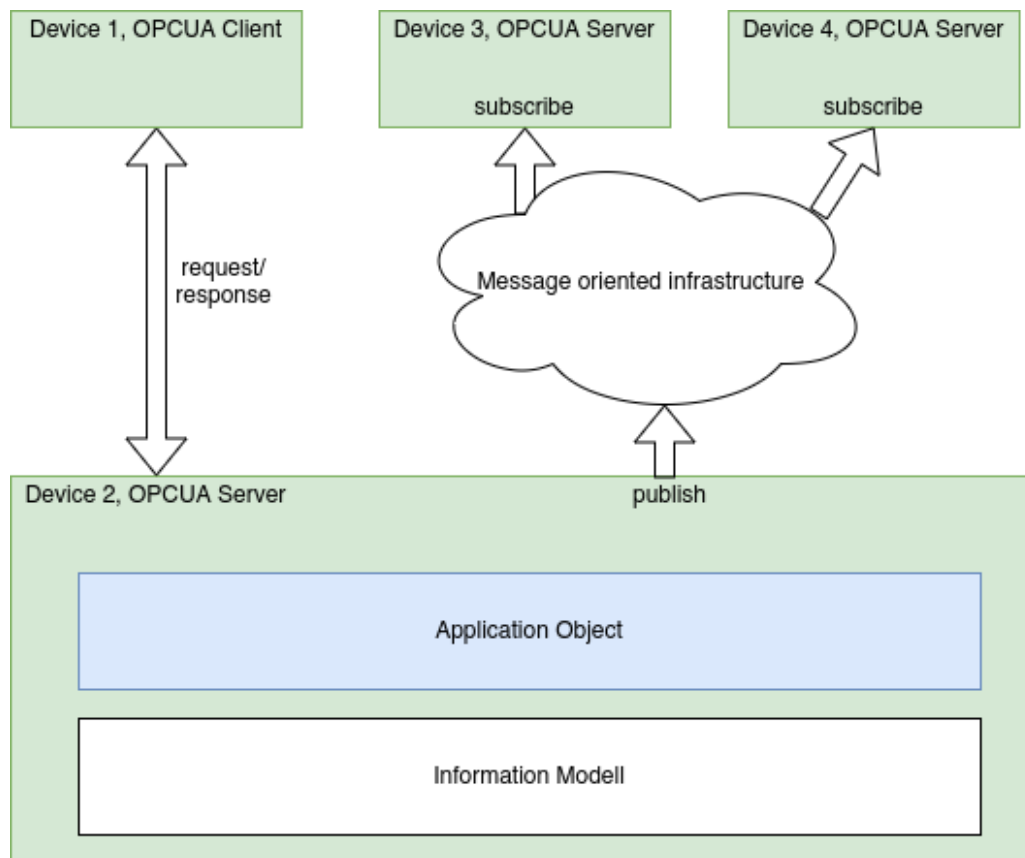 Device 1, OPCUA Client
Device 3, OPCUA Server
Device 4, OPCUA Server
subscribe
subscribe
request/
response
Message oriented infrastructure
Device 2, OPCUA Server
publish
Application Object
Information Modell